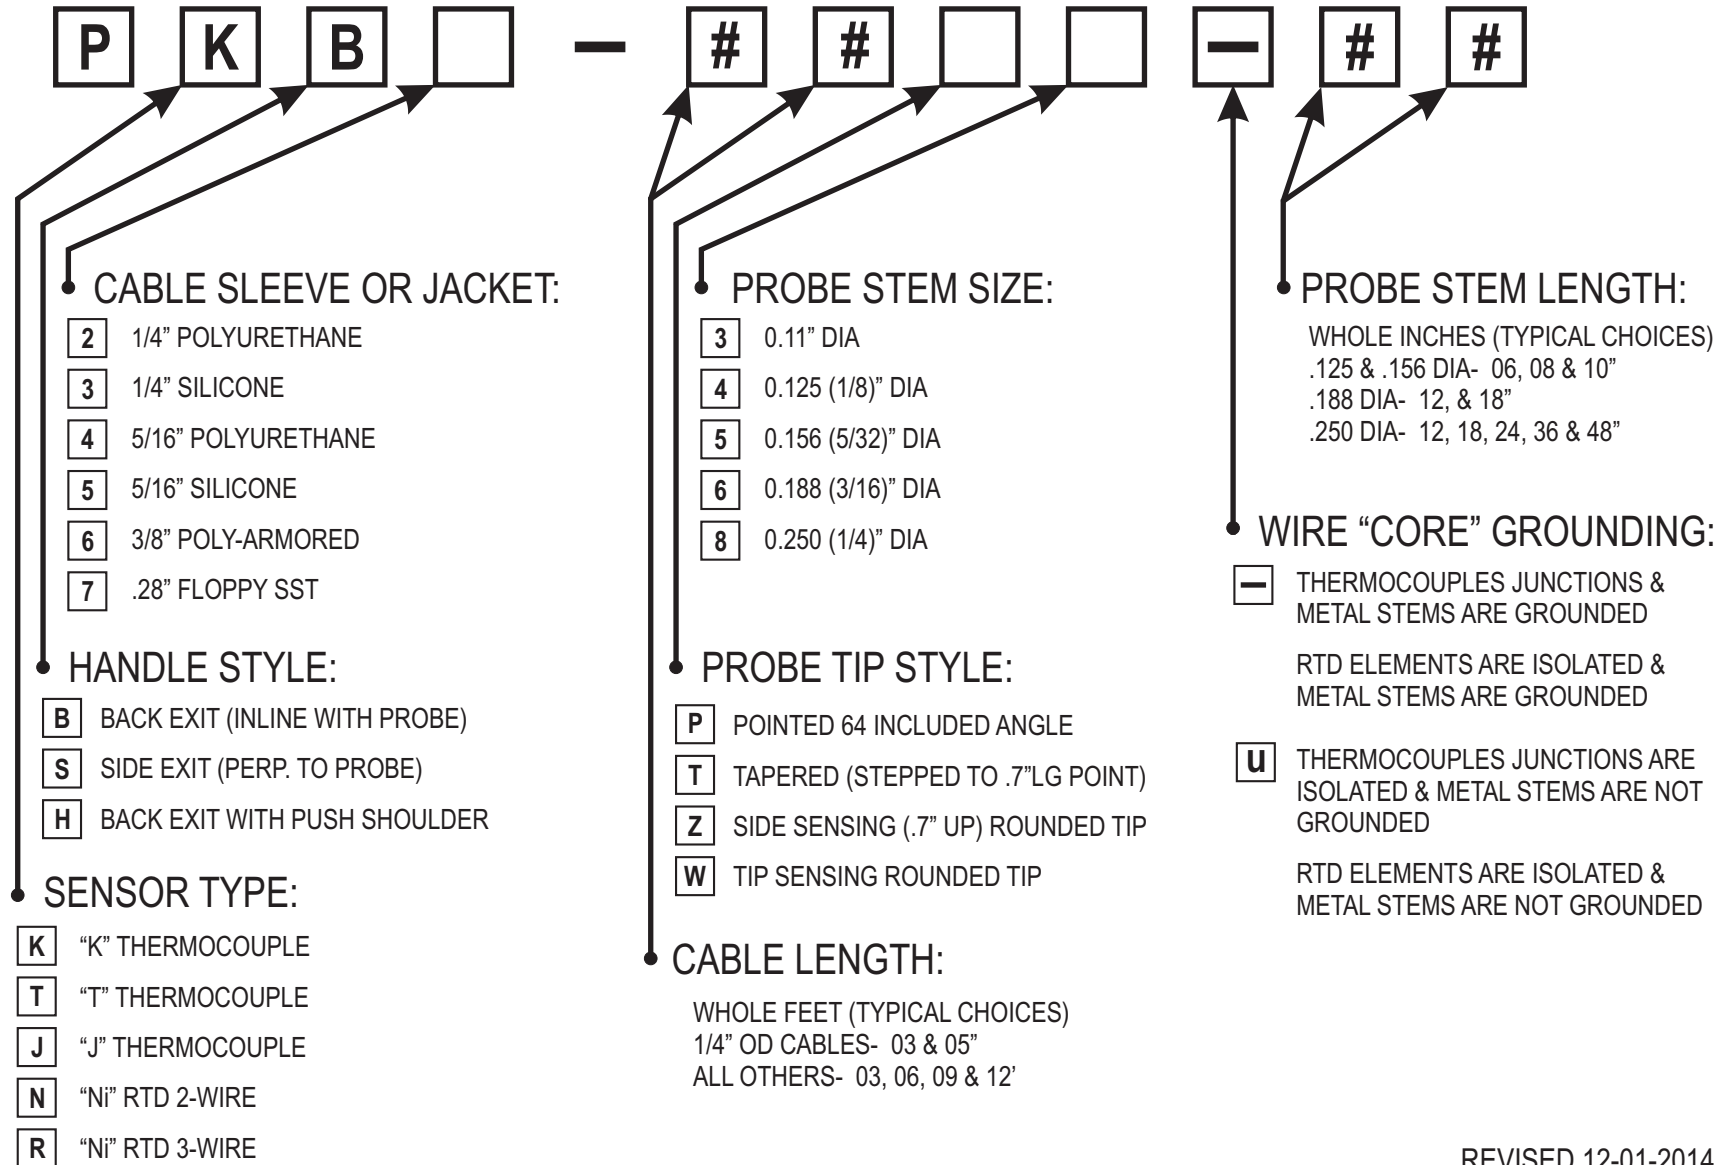 P K B – # # – # #
CABLE SLEEVE OR JACKET:
2 1/4” POLYURETHANE
3 1/4” SILICONE
4 5/16” POLYURETHANE
5 5/16” SILICONE
6 3/8” POLY-ARMORED
7 .28” FLOPPY SST
HANDLE STYLE:
B BACK EXIT (INLINE WITH PROBE)
S SIDE EXIT (PERP. TO PROBE)
H BACK EXIT WITH PUSH SHOULDER
SENSOR TYPE:
K “K” THERMOCOUPLE
T “T” THERMOCOUPLE
J “J” THERMOCOUPLE
N “Ni” RTD 2-WIRE
R “Ni” RTD 3-WIRE
PROBE STEM SIZE:
3 0.11” DIA
4 0.125 (1/8)” DIA
5 0.156 (5/32)” DIA
6 0.188 (3/16)” DIA
8 0.250 (1/4)” DIA
PROBE TIP STYLE:
P POINTED 64 INCLUDED ANGLE
T TAPERED (STEPPED TO .7”LG POINT)
Z SIDE SENSING (.7” UP) ROUNDED TIP
W TIP SENSING ROUNDED TIP
CABLE LENGTH:
WHOLE FEET (TYPICAL CHOICES)
1/4” OD CABLES- 03 & 05”
ALL OTHERS- 03, 06, 09 & 12’
PROBE STEM LENGTH:
WHOLE INCHES (TYPICAL CHOICES)
.125 & .156 DIA- 06, 08 & 10”
.188 DIA- 12, & 18”
.250 DIA- 12, 18, 24, 36 & 48”
WIRE “CORE” GROUNDING:
– THERMOCOUPLES JUNCTIONS &
METAL STEMS ARE GROUNDED
RTD ELEMENTS ARE ISOLATED &
METAL STEMS ARE GROUNDED
u THERMOCOUPLES JUNCTIONS ARE
ISOLATED & METAL STEMS ARE NOT
GROUNDED
RTD ELEMENTS ARE ISOLATED &
METAL STEMS ARE NOT GROUNDED
REVISED 12-01-2014